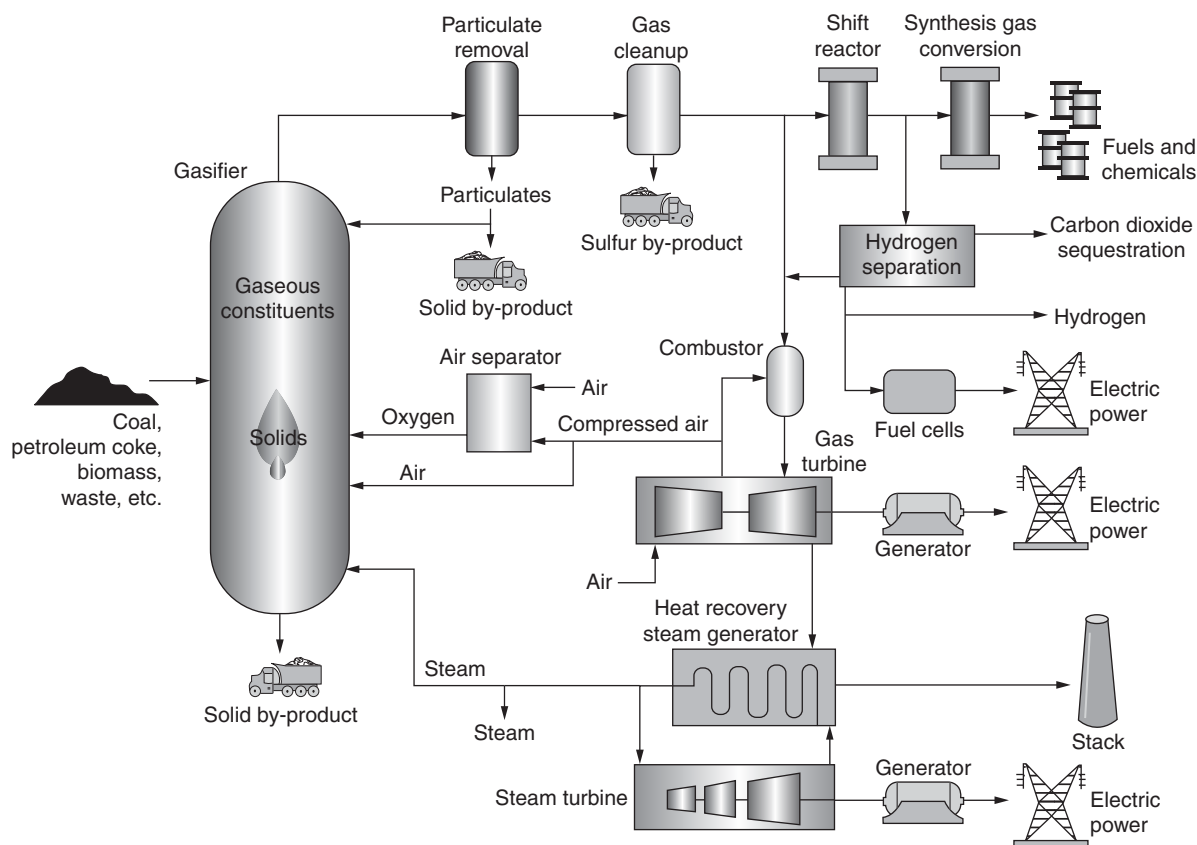 Particulate
removal
Gas
cleanup
Shift
reactor
Synthesis gas
conversion
Gasifier
Particulates
Fuels and
chemicals
Sulfur by-product
Solid by-product
Hydrogen
separation
Carbon dioxide
sequestration
Gaseous
constituents
Hydrogen
Air separator
Air
Combustor
Oxygen
Compressed air
Fuel cells
Electric
power
Coal,
petroleum coke,
biomass,
waste, etc.
Solids
Air
Gas
turbine
Generator
Electric
power
Air
Heat recovery
steam generator
Steam
Steam
Solid by-product
Stack
Steam turbine
Generator
Electric
power